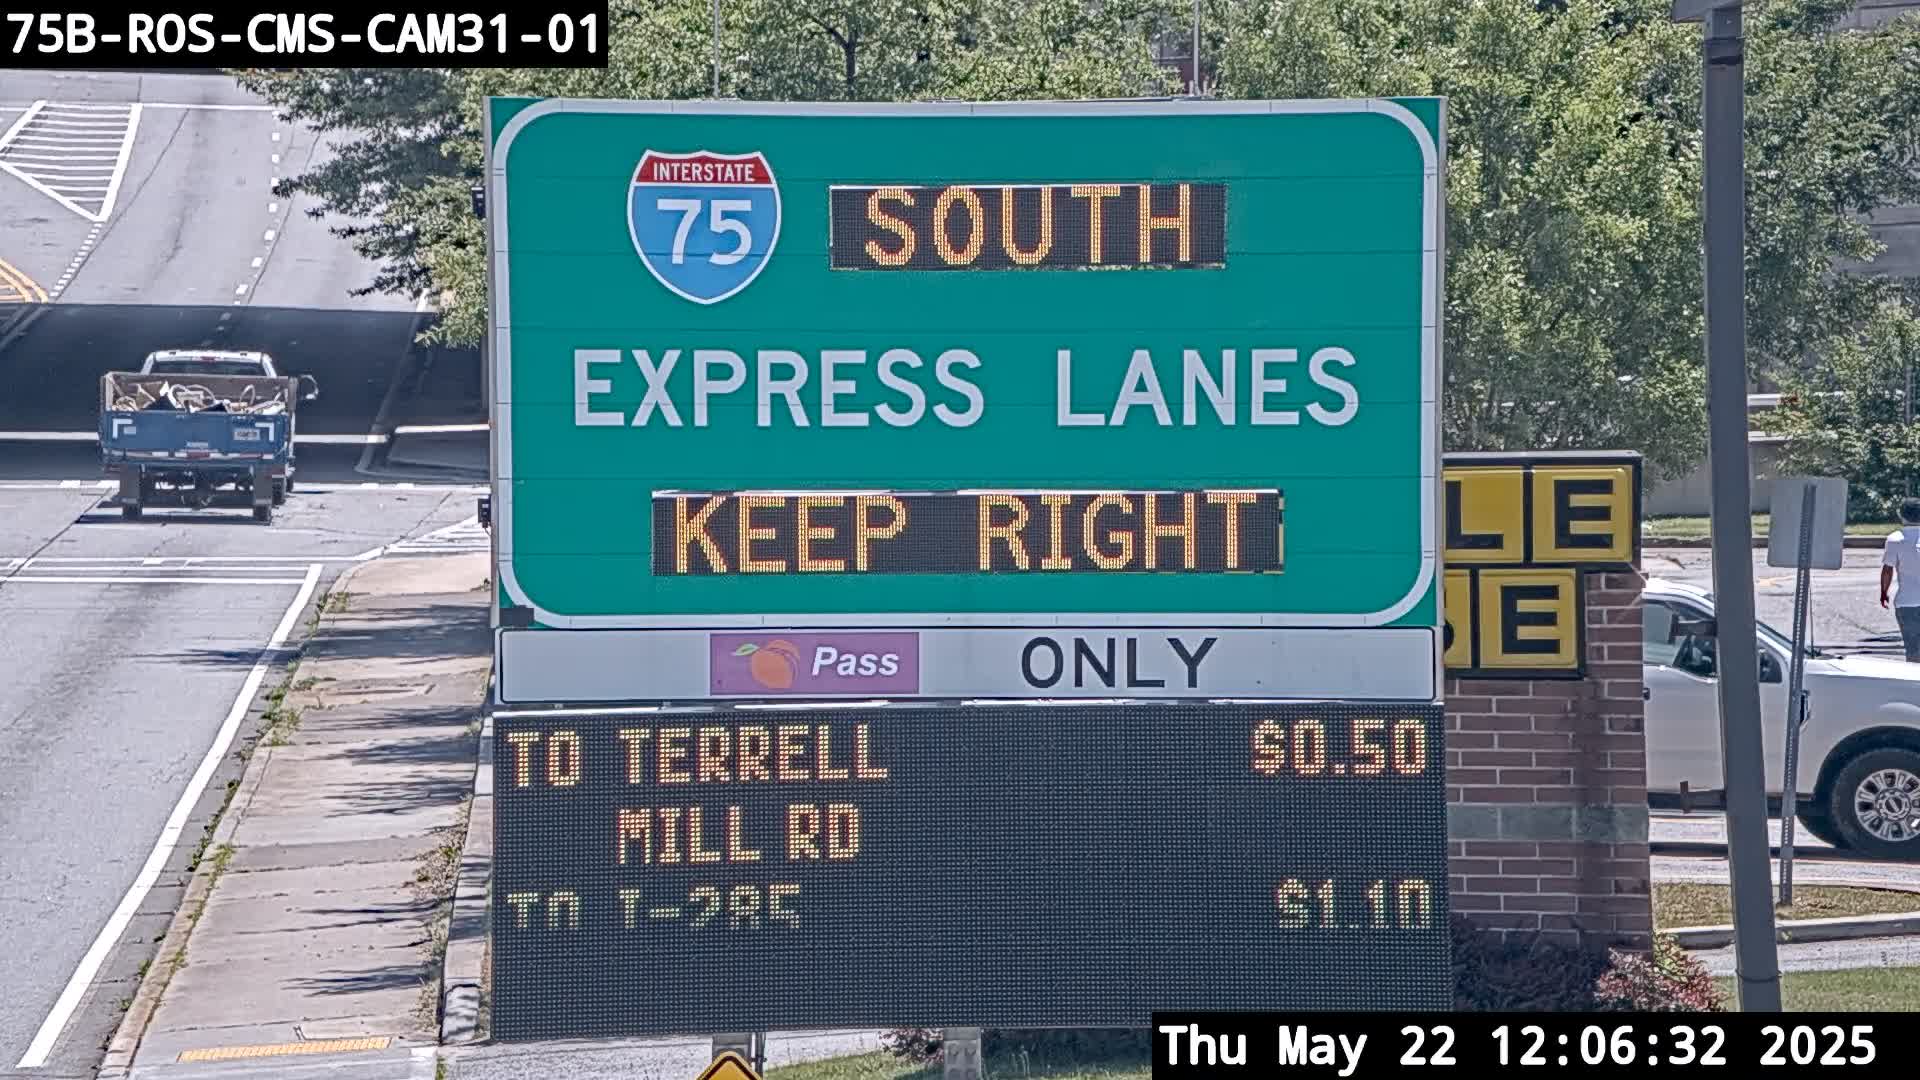 75B-ROS-CMS-CAM31-01
INTERSTATE
75
SOUTH
EXPRESS LANES
KEEP RIGHT
Pass ONLY
TO TERRELL $0.50
MILL RD
TO I-285 $1.10
LE
E
Thu May 22 12:06:32 2025